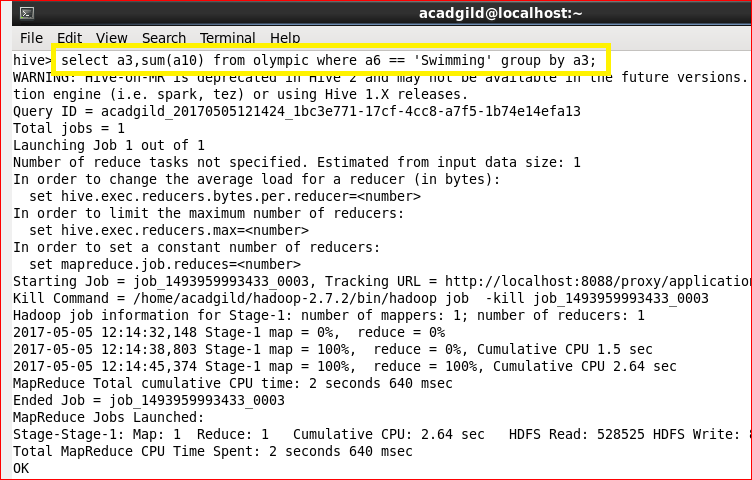 acadgild@localhost:~
File Edit View Search Terminal Help
hive> select a3,sum(a10) from olympic where a6 == 'Swimming' group by a3;
WARNING: Hive-on-MR is deprecated in Hive 2 and may not be available in the future versions.
tion engine (i.e. spark, tez) or using Hive 1.X releases.
Query ID = acadgild_20170505121424_1bc3e771-17cf-4cc8-a7f5-1b74e14efa13
Total jobs = 1
Launching Job 1 out of 1
Number of reduce tasks not specified. Estimated from input data size: 1
In order to change the average load for a reducer (in bytes):
  set hive.exec.reducers.bytes.per.reducer=<number>
In order to limit the maximum number of reducers:
  set hive.exec.reducers.max=<number>
In order to set a constant number of reducers:
  set mapreduce.job.reduces=<number>
Starting Job = job_1493959993433_0003, Tracking URL = http://localhost:8088/proxy/application
Kill Command = /home/acadgild/hadoop-2.7.2/bin/hadoop job  -kill job_1493959993433_0003
Hadoop job information for Stage-1: number of mappers: 1; number of reducers: 1
2017-05-05 12:14:32,148 Stage-1 map = 0%,  reduce = 0%
2017-05-05 12:14:38,803 Stage-1 map = 100%,  reduce = 0%, Cumulative CPU 1.5 sec
2017-05-05 12:14:45,374 Stage-1 map = 100%,  reduce = 100%, Cumulative CPU 2.64 sec
MapReduce Total cumulative CPU time: 2 seconds 640 msec
Ended Job = job_1493959993433_0003
MapReduce Jobs Launched:
Stage-Stage-1: Map: 1  Reduce: 1   Cumulative CPU: 2.64 sec   HDFS Read: 528525 HDFS Write:
Total MapReduce CPU Time Spent: 2 seconds 640 msec
OK